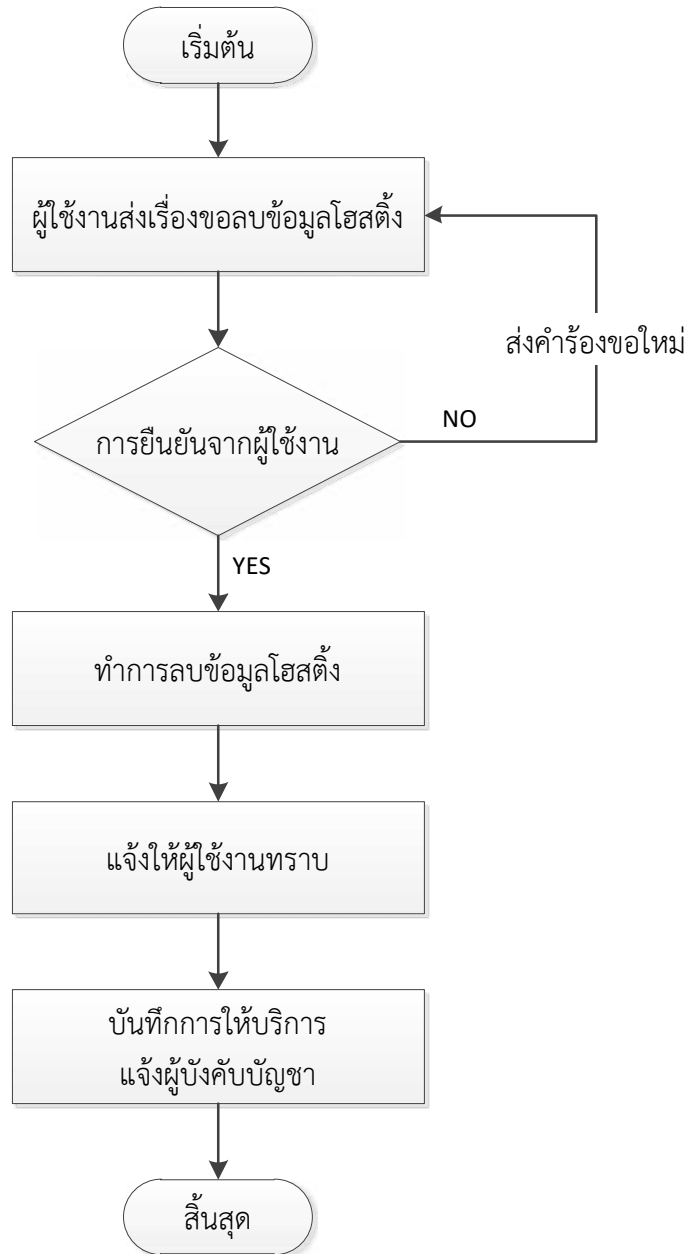 เริ่มต้น
ผู้ใช้งานส่งเรื่องขอลบข้อมูลโฮสติ้ง
ส่งคำร้องขอใหม่
การยืนยันจากผู้ใช้งาน
NO
YES
ทำการลบข้อมูลโฮสติ้ง
แจ้งให้ผู้ใช้งานทราบ
บันทึกการให้บริการ
แจ้งผู้บังคับบัญชา
สิ้นสุด